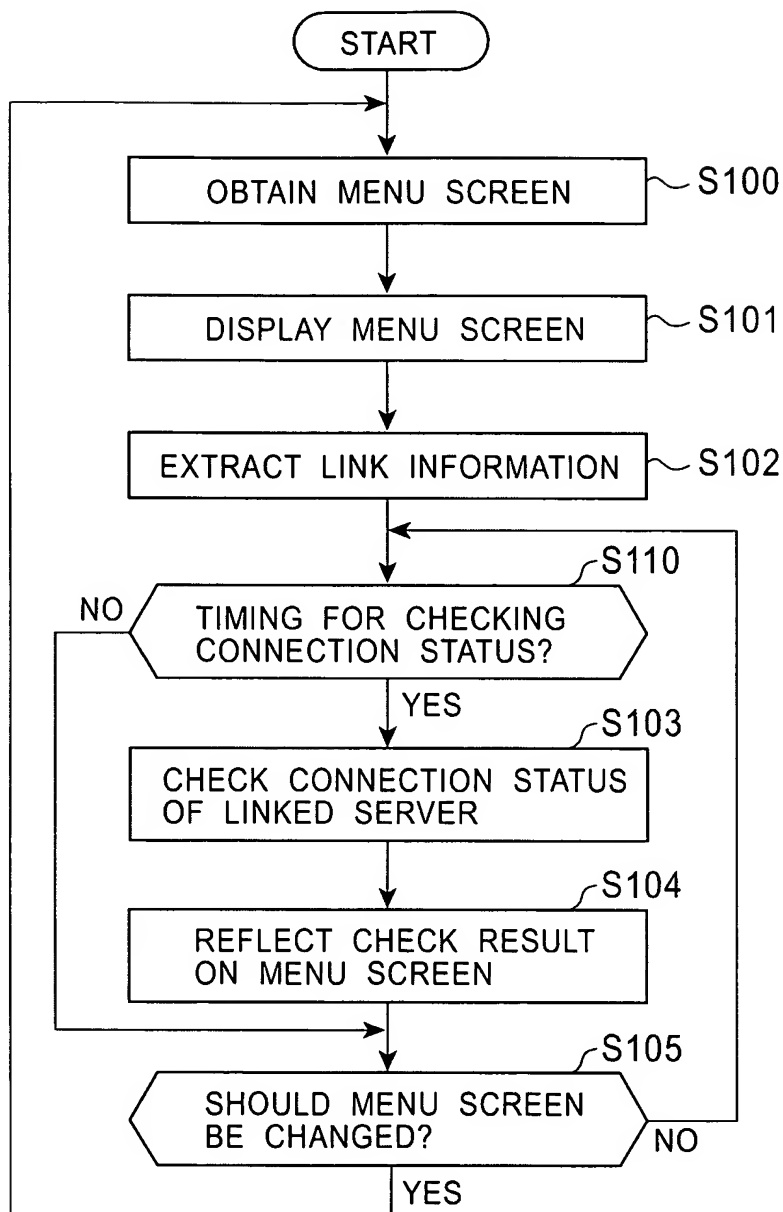 START
OBTAIN MENU SCREEN
S100
DISPLAY MENU SCREEN
S101
EXTRACT LINK INFORMATION
S102
S110
NO
TIMING FOR CHECKING
CONNECTION STATUS?
YES
S103
CHECK CONNECTION STATUS
OF LINKED SERVER
S104
REFLECT CHECK RESULT
ON MENU SCREEN
S105
SHOULD MENU SCREEN
BE CHANGED?
NO
YES